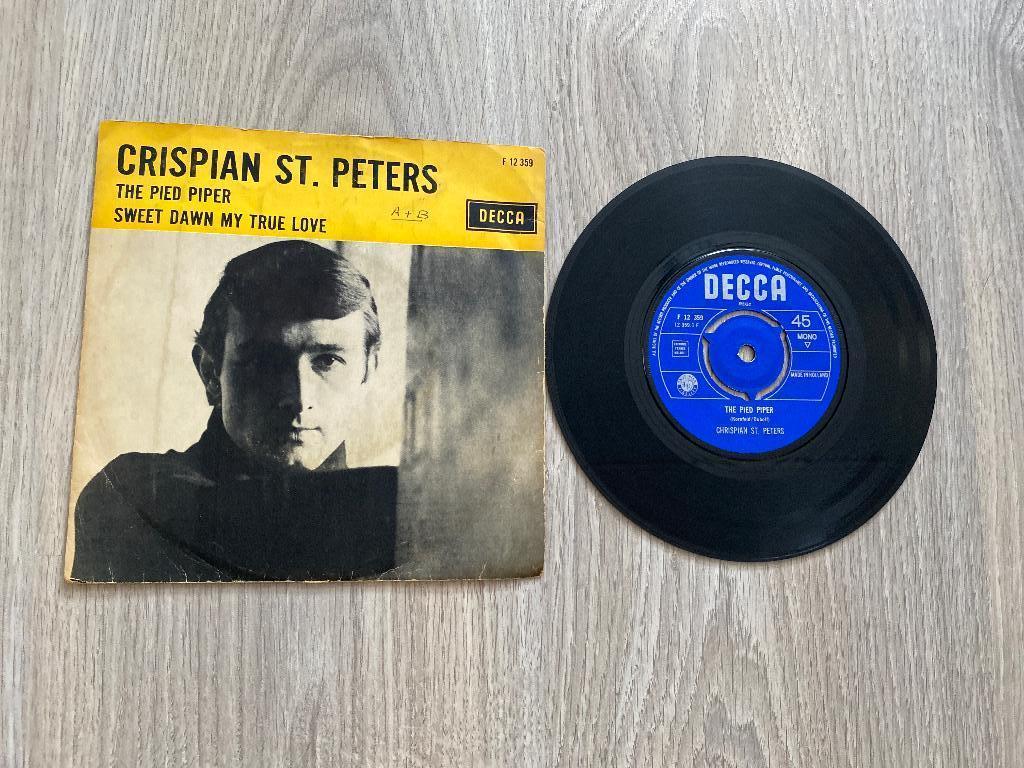 CRISPIAN ST. PETERS
F 12 359
THE PIED PIPER
SWEET DAWN MY TRUE LOVE
A + B
DECCA
DECCA
F 12 359
45
MONO
MADE IN HOLLAND
THE PIED PIPER
CHRISPIAN ST. PETERS